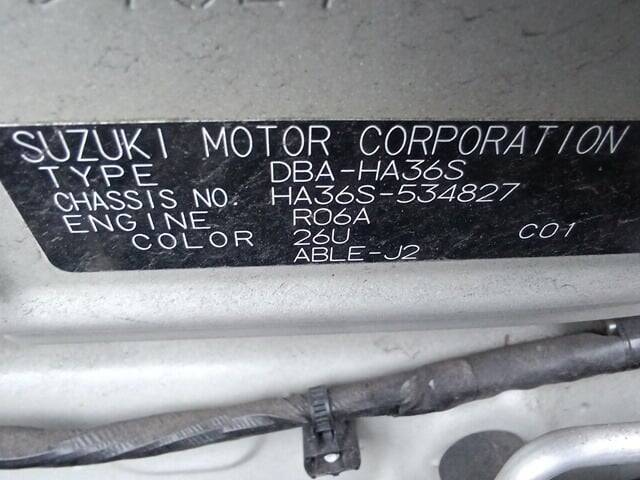 SUZUKI MOTOR CORPORATION
TYPE DBA-HA36S
CHASSIS NO. HA36S-534827
ENGINE R06A
COLOR 26U C01
ABLE-J2